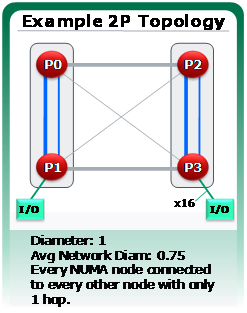 Example 2P Topology
P0
P2
P1
P3
I/O
x16
I/O
Diameter: 1
Avg Network Diam: 0.75
Every NUMA node connected
to every other node with only
1 hop.